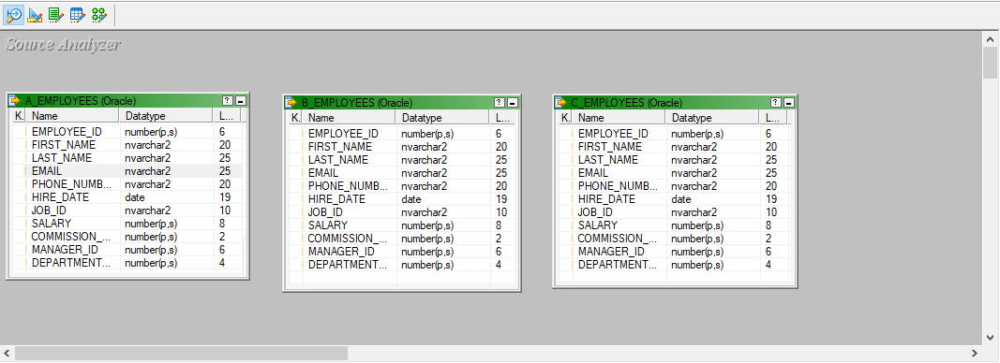 Source Analyzer
A_EMPLOYEES (Oracle)
K. Name Datatype L...
EMPLOYEE_ID number(p,s) 6
FIRST_NAME nvarchar2 20
LAST_NAME nvarchar2 25
EMAIL nvarchar2 25
PHONE_NUMB... nvarchar2 20
HIRE_DATE date 19
JOB_ID nvarchar2 10
SALARY number(p,s) 8
COMMISSION_... number(p,s) 2
MANAGER_ID number(p,s) 6
DEPARTMENT... number(p,s) 4
B_EMPLOYEES (Oracle)
K. Name Datatype L...
EMPLOYEE_ID number(p,s) 6
FIRST_NAME nvarchar2 20
LAST_NAME nvarchar2 25
EMAIL nvarchar2 25
PHONE_NUMB... nvarchar2 20
HIRE_DATE date 19
JOB_ID nvarchar2 10
SALARY number(p,s) 8
COMMISSION_... number(p,s) 2
MANAGER_ID number(p,s) 6
DEPARTMENT... number(p,s) 4
C_EMPLOYEES (Oracle)
K. Name Datatype L...
EMPLOYEE_ID number(p,s) 6
FIRST_NAME nvarchar2 20
LAST_NAME nvarchar2 25
EMAIL nvarchar2 25
PHONE_NUMB... nvarchar2 20
HIRE_DATE date 19
JOB_ID nvarchar2 10
SALARY number(p,s) 8
COMMISSION_... number(p,s) 2
MANAGER_ID number(p,s) 6
DEPARTMENT... number(p,s) 4